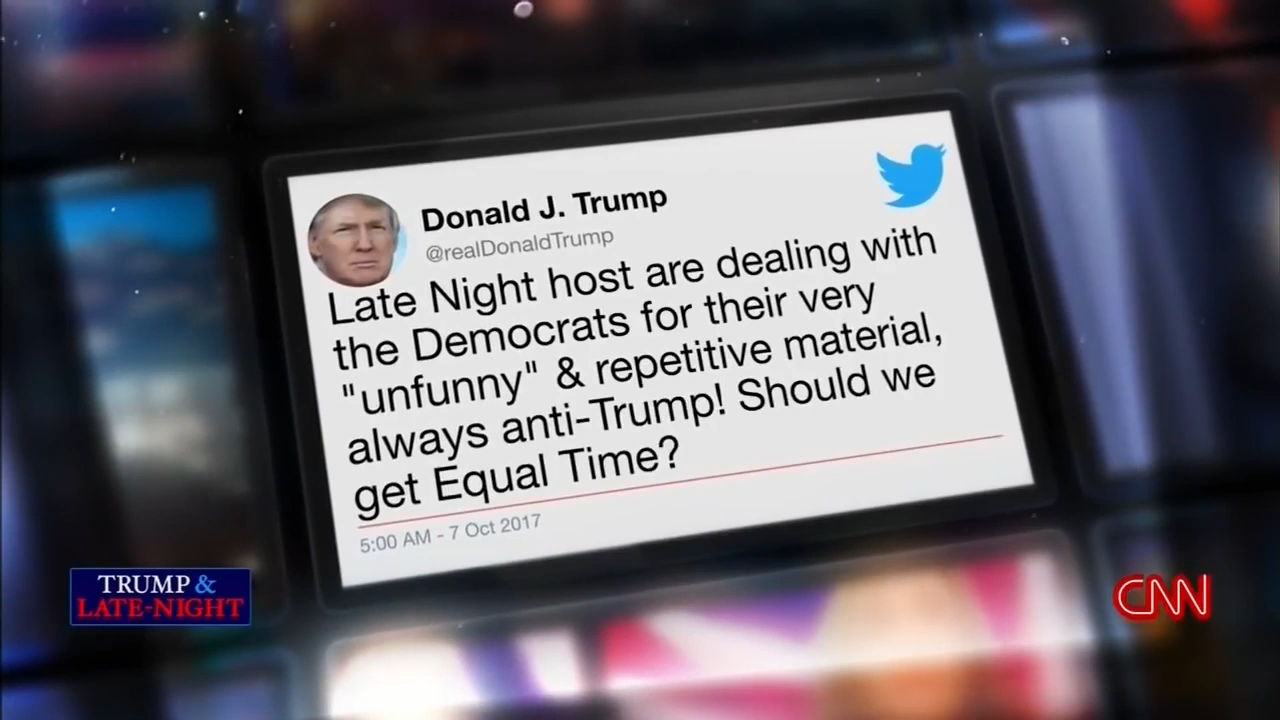 Donald J. Trump
@realDonaldTrump
Late Night host are dealing with
the Democrats for their very
"unfunny" & repetitive material,
always anti-Trump! Should we
get Equal Time?
5:00 AM - 7 Oct 2017
TRUMP &
LATE-NIGHT
CNN